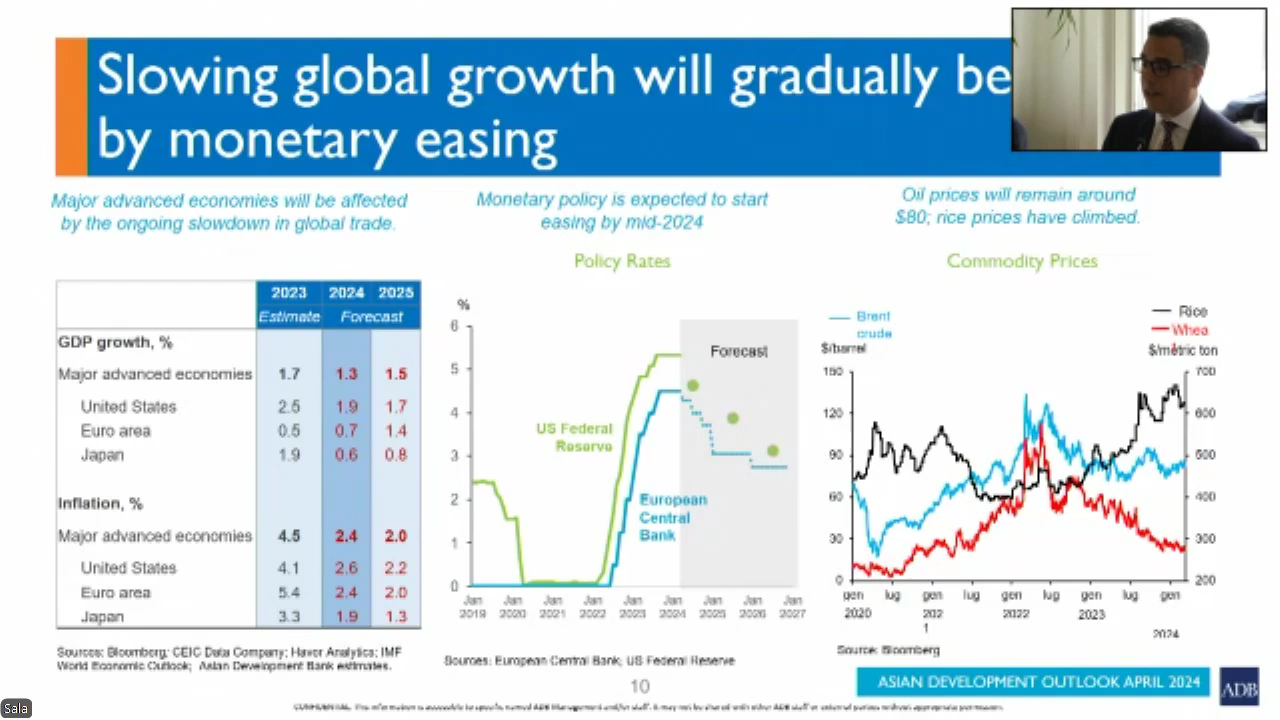 Slowing global growth will gradually be
by monetary easing
Major advanced economies will be affected
by the ongoing slowdown in global trade.
2023 2024 2025
Estimate Forecast
GDP growth, %
Major advanced economies 1.7 1.3 1.5
United States 2.5 1.9 1.7
Euro area 0.5 0.7 1.4
Japan 1.9 0.6 0.8
Inflation, %
Major advanced economies 4.5 2.4 2.0
United States 4.1 2.6 2.2
Euro area 5.4 2.4 2.0
Japan 3.3 1.9 1.3
Sources: Bloomberg; CEIC Data Company; Haver Analytics; IMF
World Economic Outlook; Asian Development Bank estimates.
Monetary policy is expected to start
easing by mid-2024
Policy Rates
%
6
5
4
3
2
1
0
Forecast
US Federal
Reserve
European
Central
Bank
Jan Jan Jan Jan Jan Jan Jan Jan Jan
2019 2020 2021 2022 2023 2024 2025 2026 2027
Sources: European Central Bank; US Federal Reserve
Oil prices will remain around
$80; rice prices have climbed.
Commodity Prices
Brent
crude
$/barrel
Rice
Whea
t
$/metric ton
150
120
90
60
30
0
700
600
500
400
300
200
gen lug gen lug gen lug gen lug gen
2020 202 2022 2023
1
2024
Source: Bloomberg
10
ASIAN DEVELOPMENT OUTLOOK APRIL 2024
ADB
Sala